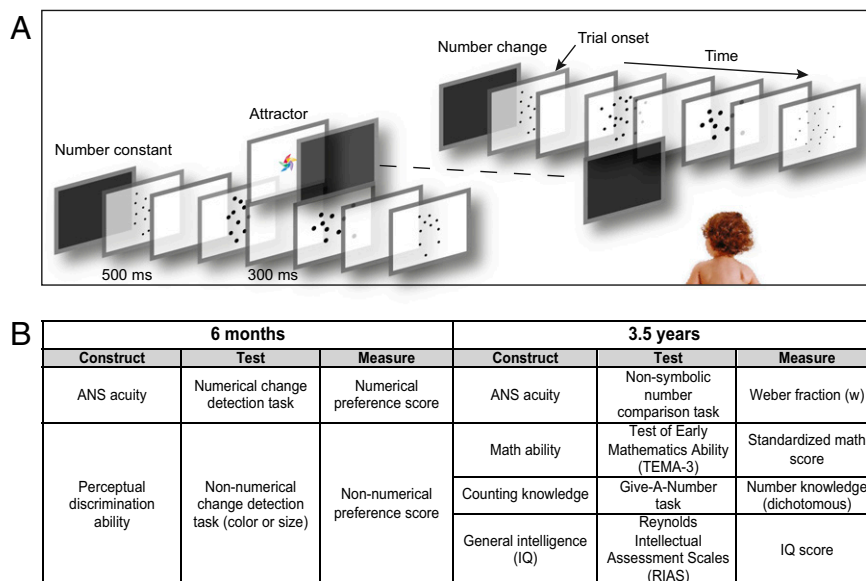 A
Number change
Trial onset
Time
Attractor
Number constant
500 ms
300 ms
B
6 months
3.5 years
Construct
Test
Measure
Construct
Test
Measure
ANS acuity
Numerical change
detection task
Numerical
preference score
ANS acuity
Non-symbolic
number
comparison task
Weber fraction (w)
Perceptual
discrimination
ability
Non-numerical
change detection
task (color or size)
Non-numerical
preference score
Math ability
Test of Early
Mathematics Ability
(TEMA-3)
Standardized math
score
Counting knowledge
Give-A-Number
task
Number knowledge
(dichotomous)
General intelligence
(IQ)
Reynolds
Intellectual
Assessment Scales
(RIAS)
IQ score